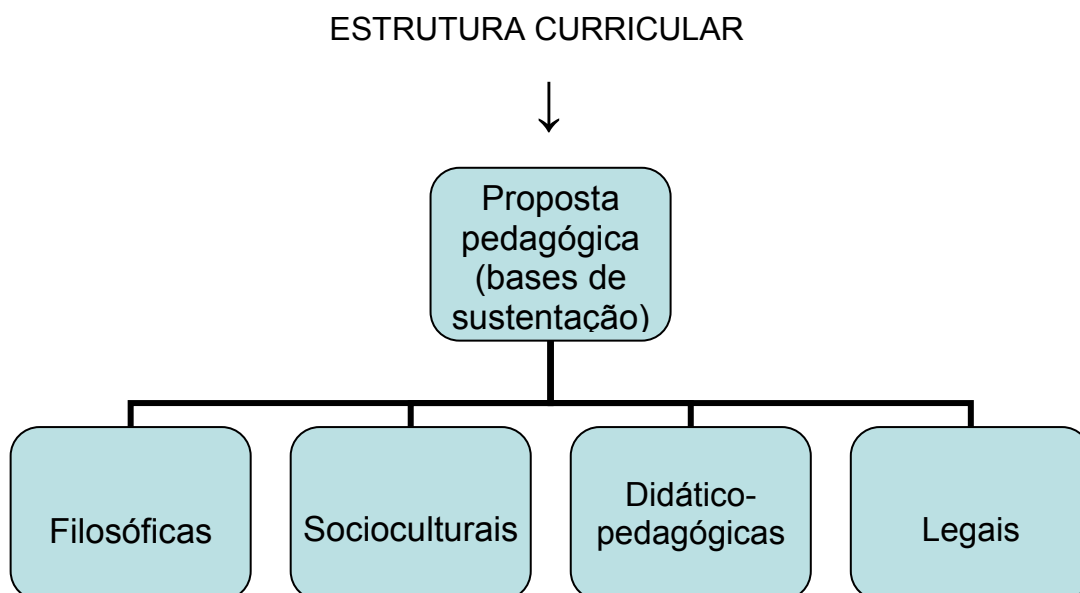 ESTRUTURA CURRICULAR
Proposta
pedagógica
(bases de
sustentação)
Filosóficas
Socioculturais
Didático-
pedagógicas
Legais